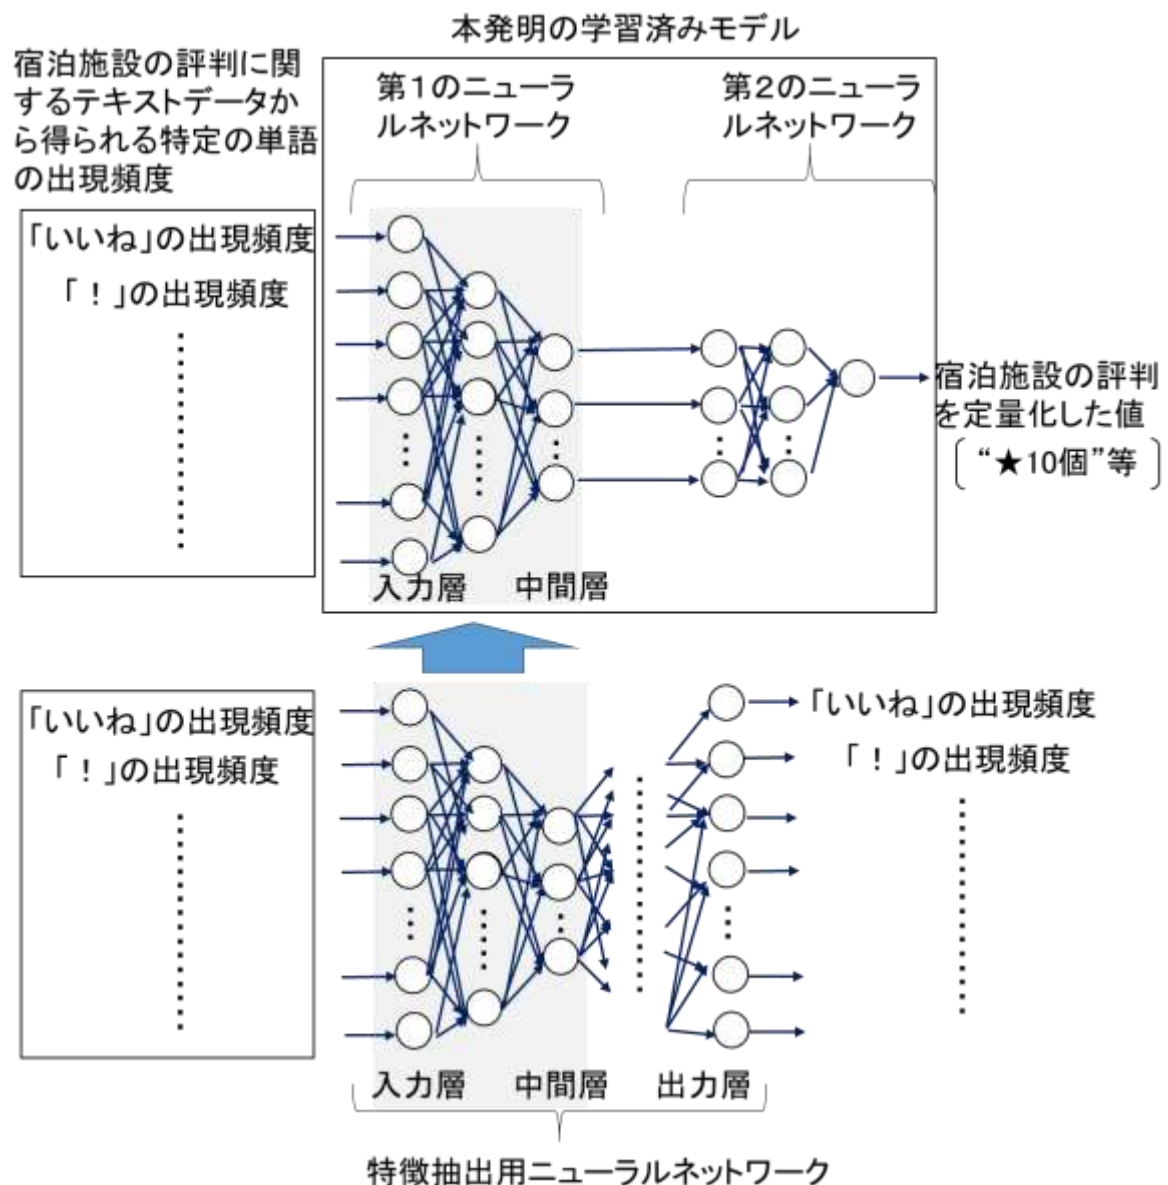 本発明の学習済みモデル
宿泊施設の評判に関
するテキストデータか
ら得られる特定の単語
の出現頻度
第1のニューラ
ルネットワーク
第2のニューラ
ルネットワーク
「いいね」の出現頻度
「！」の出現頻度
宿泊施設の評判
を定量化した値
“★10個”等
入力層
中間層
「いいね」の出現頻度
「！」の出現頻度
「いいね」の出現頻度
「！」の出現頻度
入力層
中間層
出力層
特徴抽出用ニューラルネットワーク